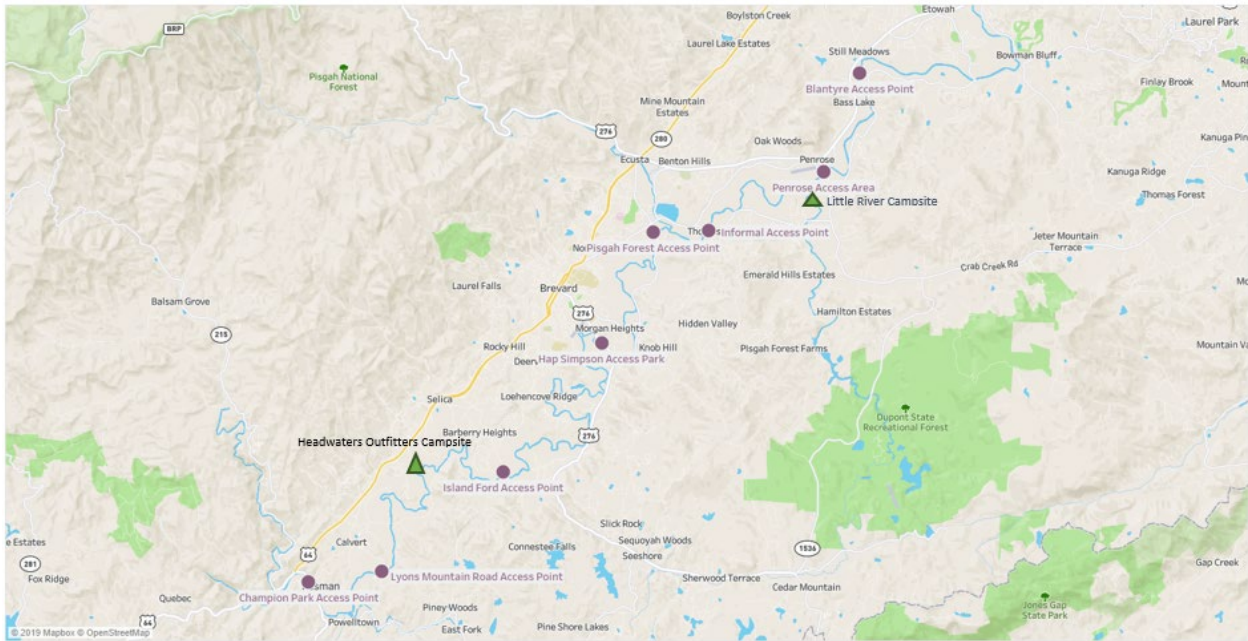 Etowah
Boylston Creek
Laurel Park
BRP
Laurel Lake Estates
Still Meadows
Bowman Bluff
Pisgah National
Forest
Blantyre Access Point
Finlay Brook
Mine Mountain
Estates
Bass Lake
276
280
Oak Woods
Kanuga Pin
Ecusta
Benton Hills
Penrose
Kanuga Ridge
Penrose Access Area
Thomas Forest
Little River Campsite
Informal Access Point
Pisgah Forest Access Point
Jeter Mountain
Terrace
Crab Creek Rd
Emerald Hills Estates
Laurel Falls
Brevard
Balsam Grove
276
Hamilton Estates
Hidden Valley
215
Morgan Heights
Rocky Hill
Knob Hill
Pisgah Forest Farms
Mountain Va
Hap Simpson Access Park
Selica
Loehencove Ridge
Dupont State
Recreational Forest
Barberry Heights
276
Headwaters Outfitters Campsite
Island Ford Access Point
Slick Rock
e Estates
Calvert
Connestee Falls
Sequoyah Woods
Seeshore
1536
64
281
Fox Ridge
Lyons Mountain Road Access Point
Sherwood Terrace
Cedar Mountain
Gap Creek
Quebec
Champion Park Access Point
Jones Gap
State Park
Piney Woods
64
Powelltown
East Fork
Pine Shore Lakes
© 2019 Mapbox © OpenStreetMap